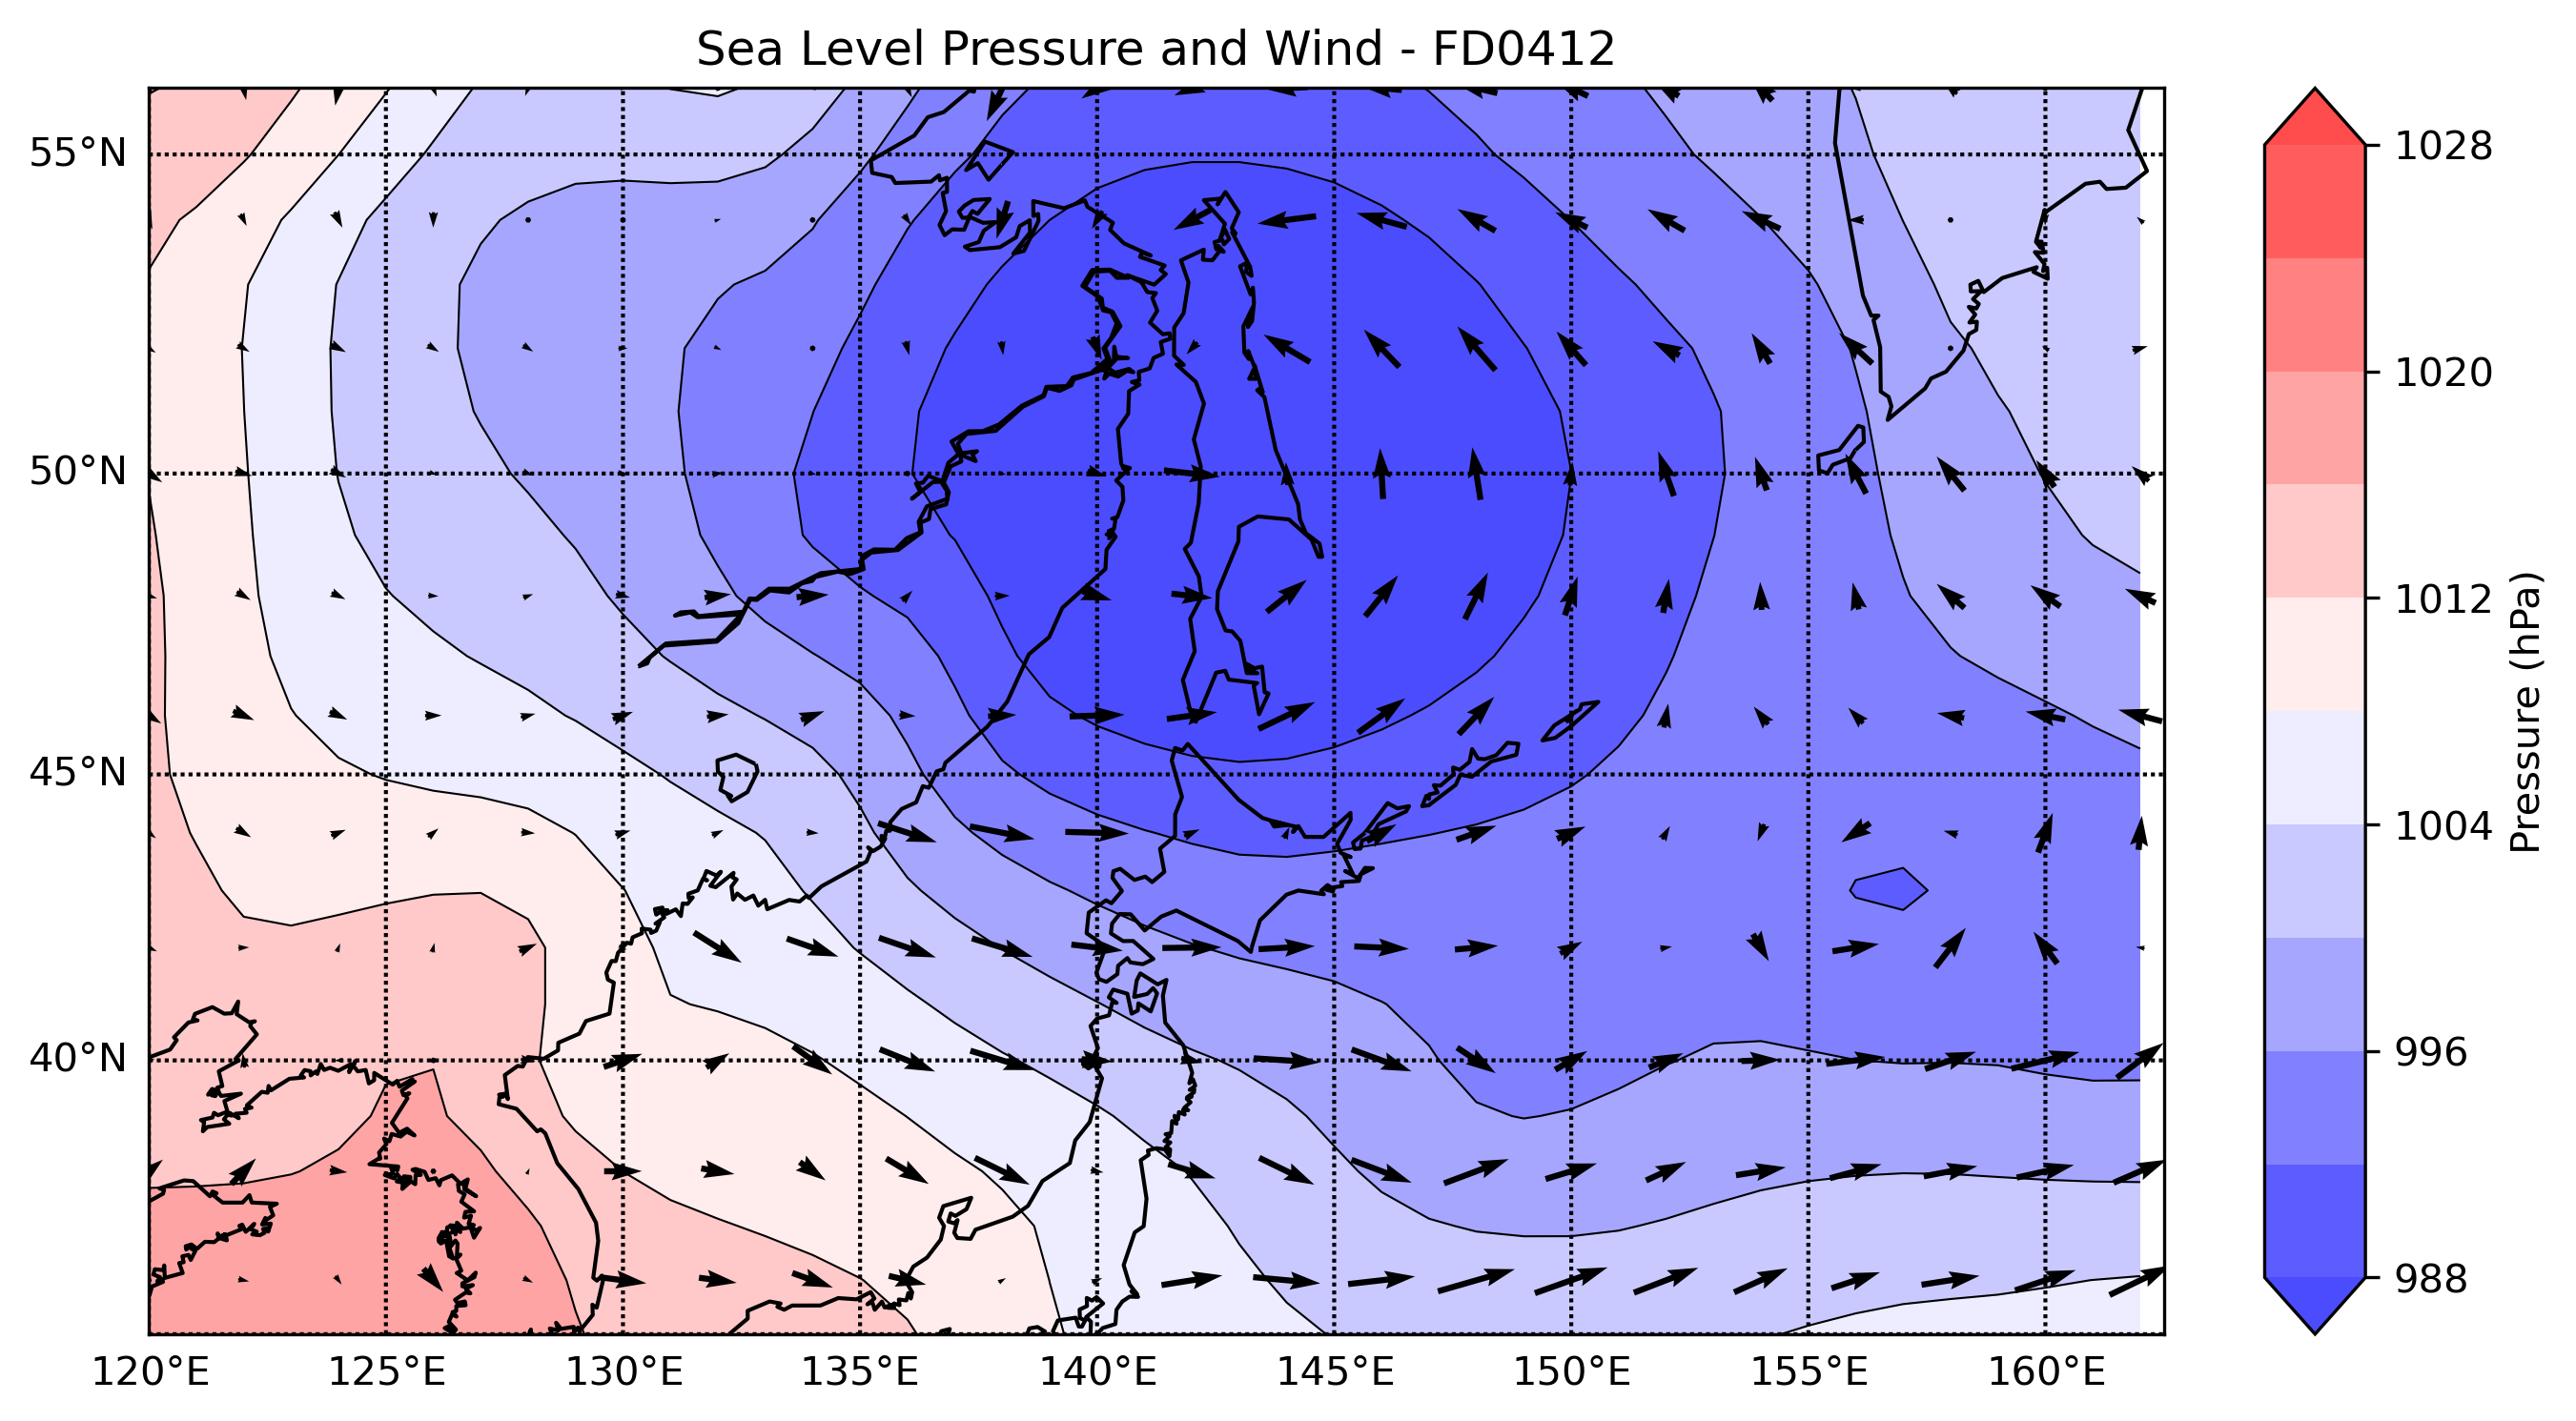 Sea Level Pressure and Wind - FD0412
55°N
50°N
45°N
40°N
120°E 125°E 130°E 135°E 140°E 145°E 150°E 155°E 160°E
1028
1020
1012
1004
996
988
Pressure (hPa)